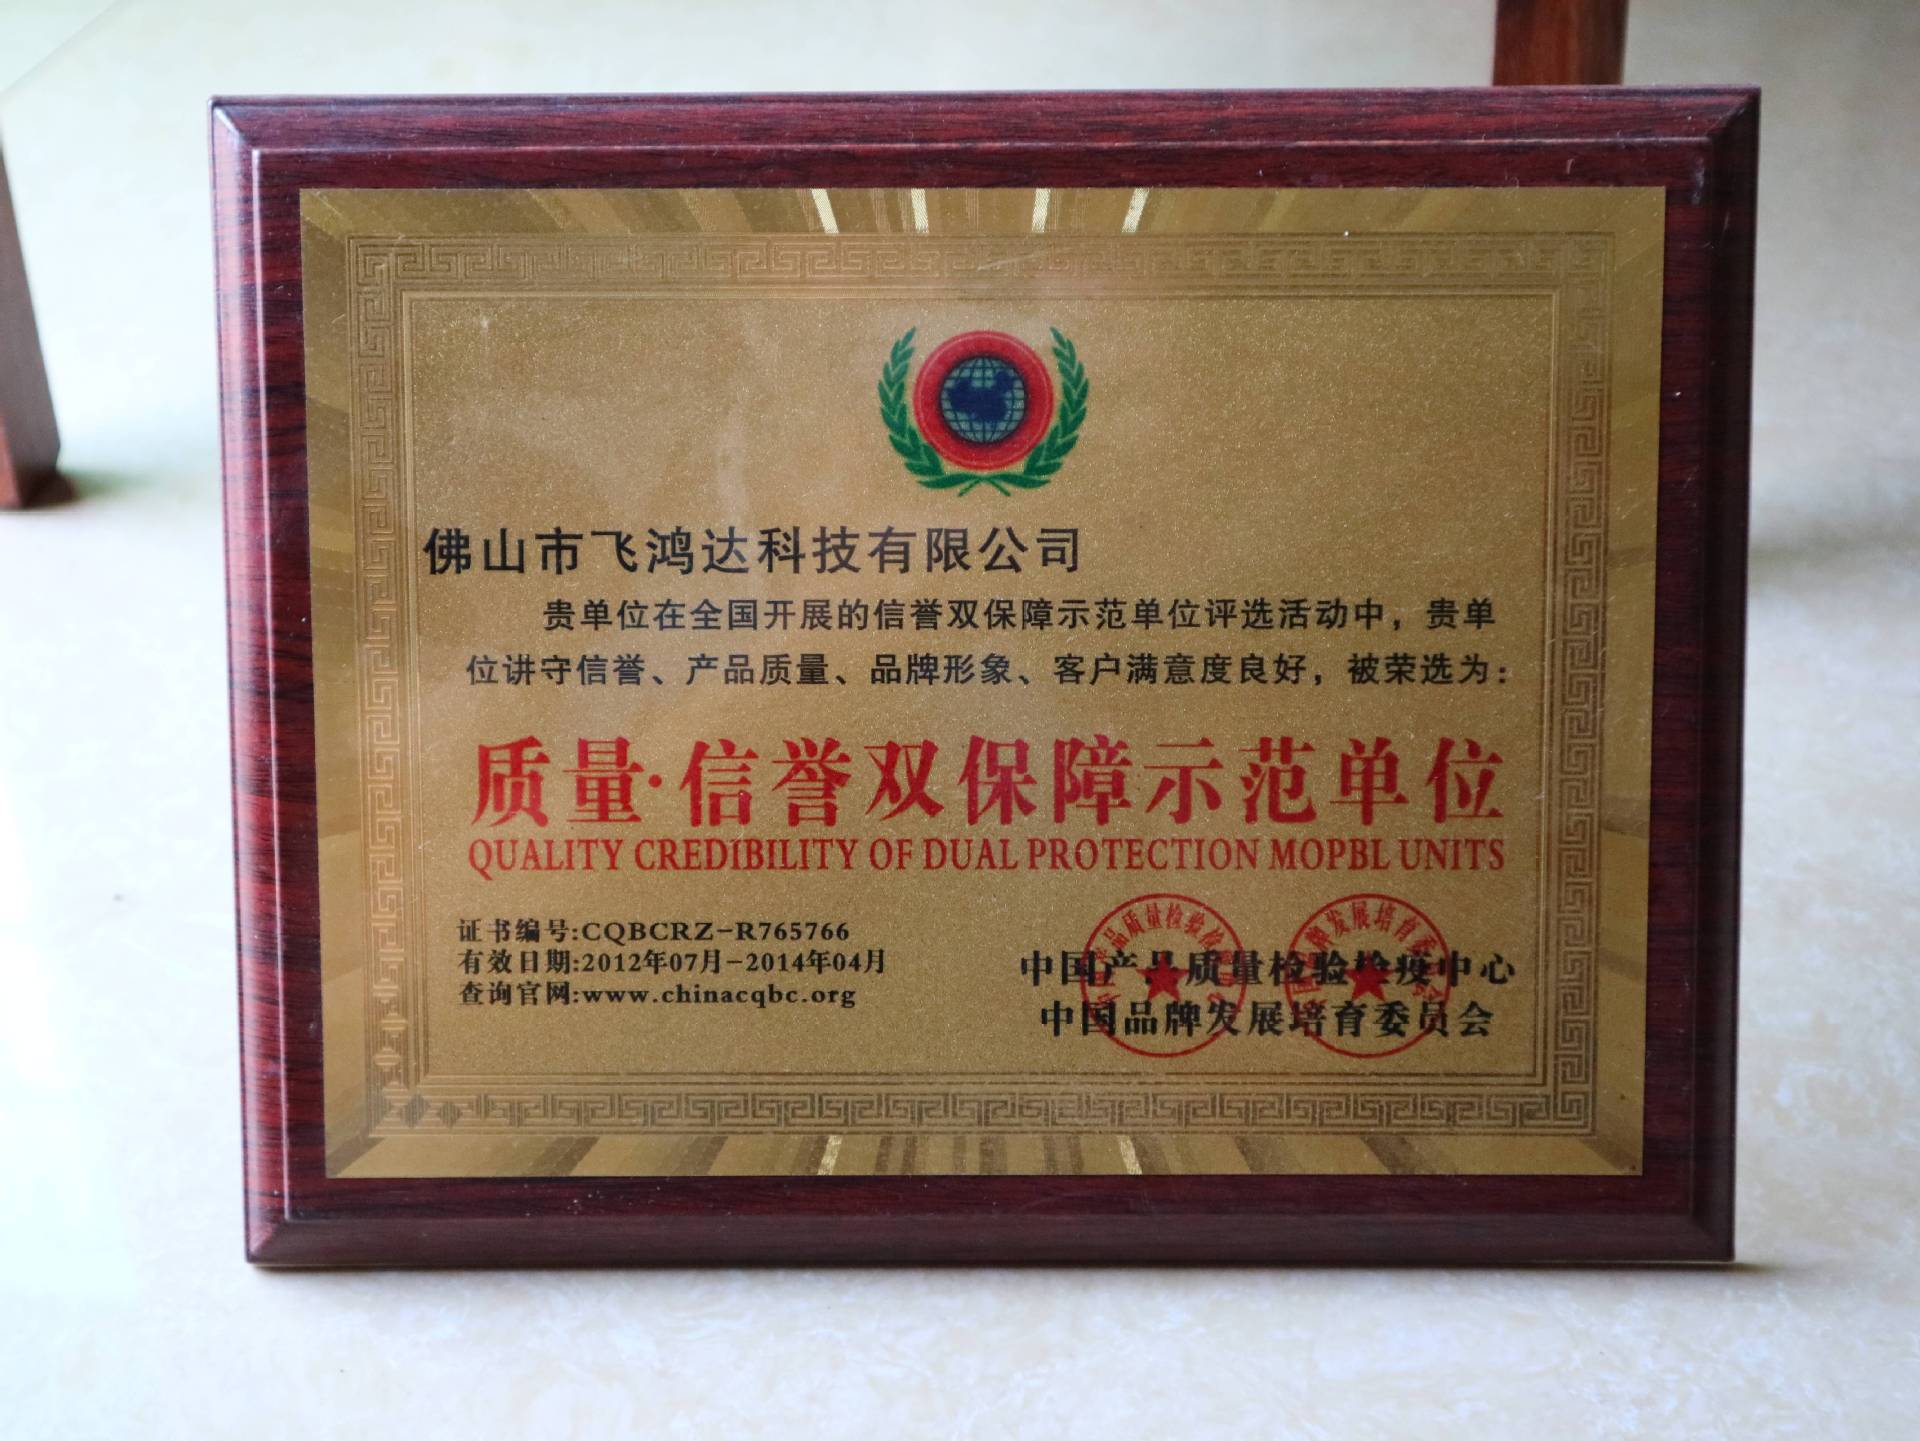 佛山市飞鸿达科技有限公司
贵单位在全国开展的信誉双保障示范单位评选活动中，贵单
位讲守信誉、产品质量、品牌形象、客户满意度良好，被荣选为：
质量·信誉双保障示范单位
QUALITY CREDIBILITY OF DUAL PROTECTION MOPBL UNITS
证书编号:CQBCRZ-R765766
有效日期:2012年07月-2014年04月
查询官网:www.chinacqbc.org
中国产品质量检验检疫中心
中国品牌发展培育委员会